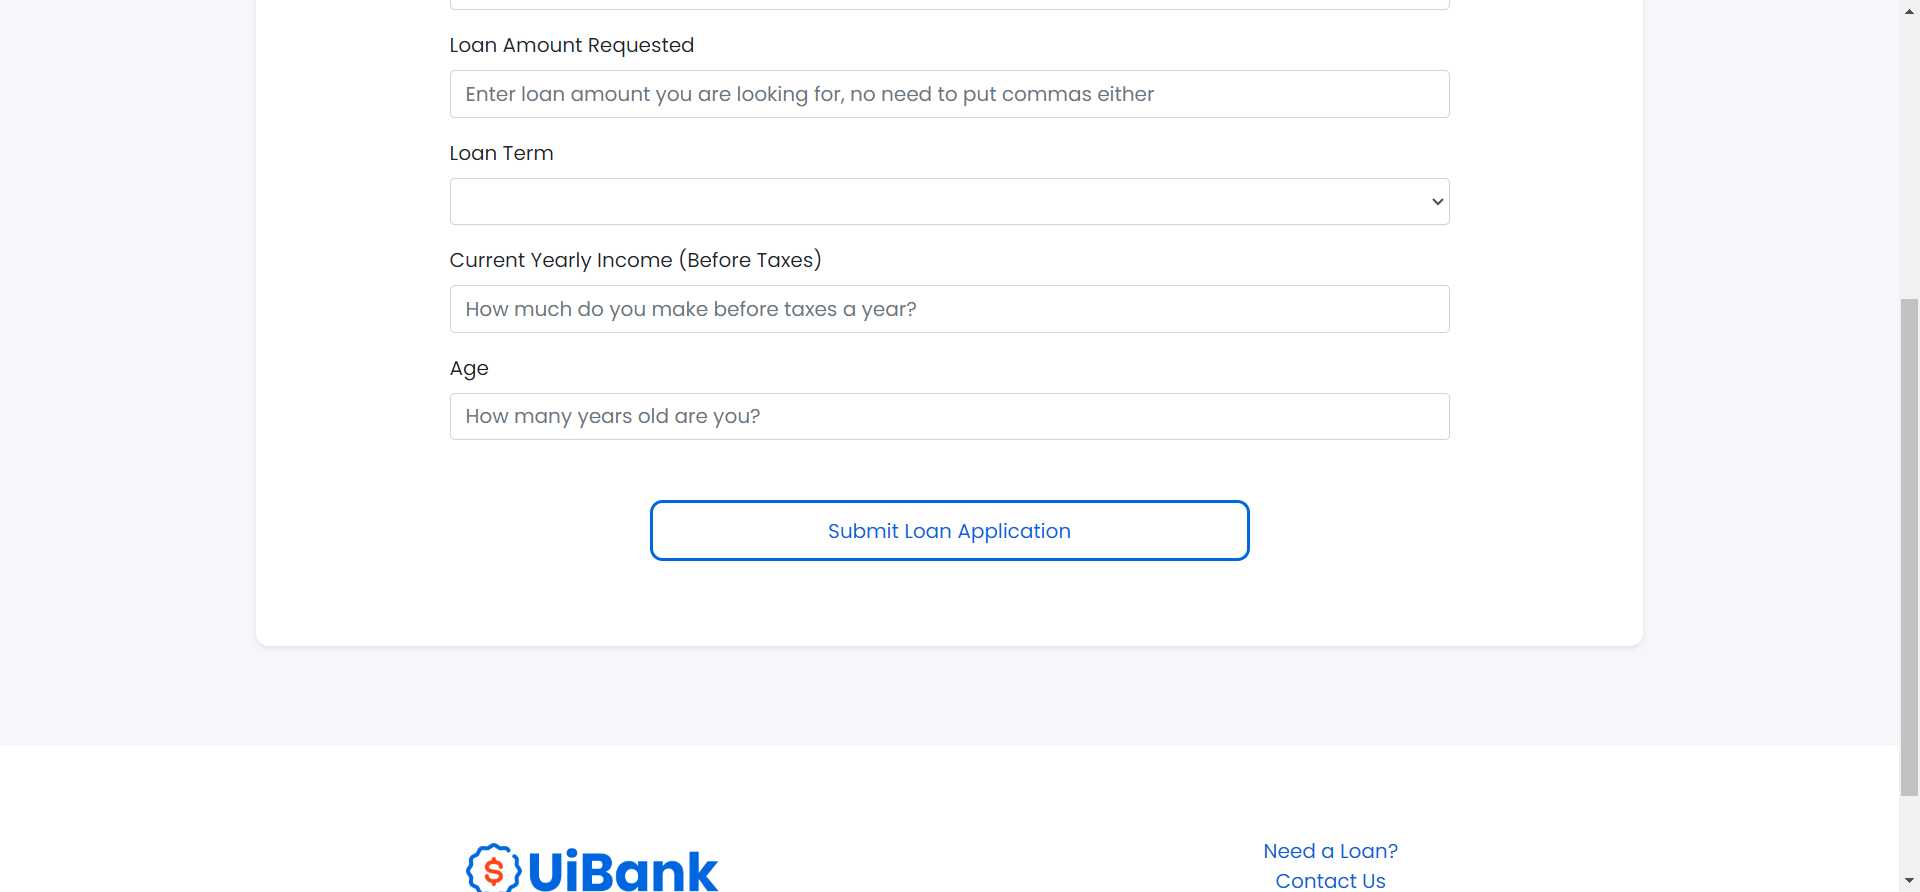 Loan Amount Requested
Enter loan amount you are looking for, no need to put commas either
Loan Term
Current Yearly Income (Before Taxes)
How much do you make before taxes a year?
Age
How many years old are you?
Submit Loan Application
$ UiBank
Need a Loan?
Contact Us